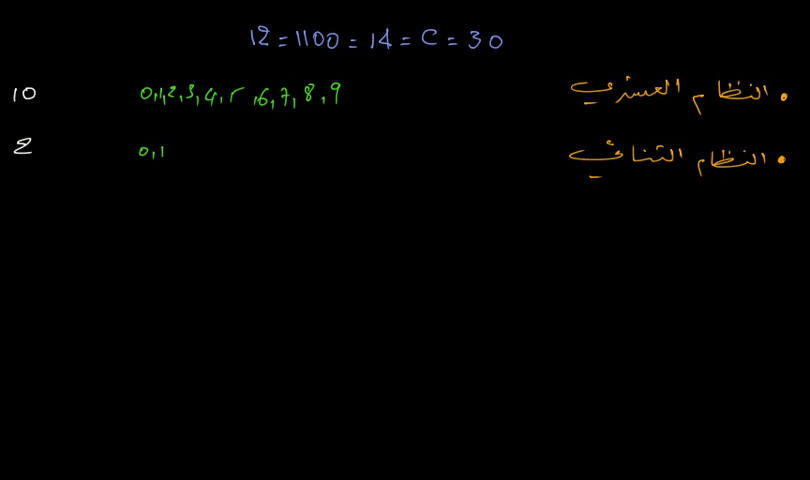 12 = 1100 = 14 = C = 30
• النظام العشري 0,1,2,3,4,5,6,7,8,9 10
• النظام الثنائي 0,1 2